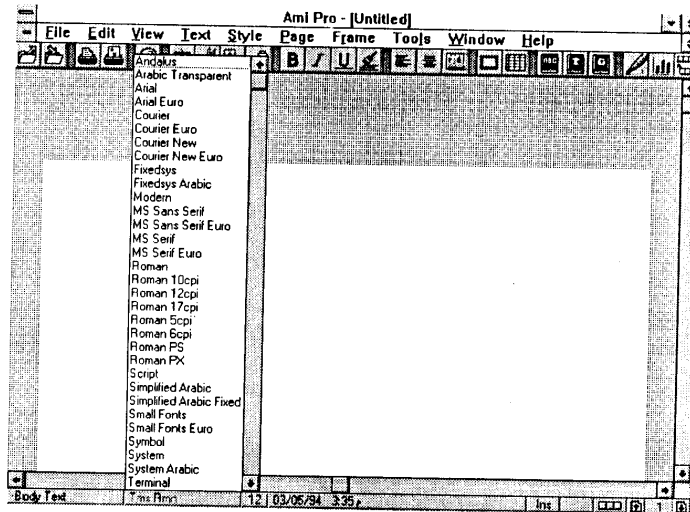 Ami Pro - [Untitled]
File Edit View Text Style Page Frame Tools Window Help
B I U
Andalus
Arabic Transparent
Arial
Arial Euro
Courier
Courier Euro
Courier New
Courier New Euro
Fixedsys
Fixedsys Arabic
Modern
MS Sans Serif
MS Sans Serif Euro
MS Serif
MS Serif Euro
Roman
Roman 10cpi
Roman 12cpi
Roman 17cpi
Roman 5cpi
Roman 6cpi
Roman PS
Roman PX
Script
Simplified Arabic
Simplified Arabic Fixed
Small Fonts
Small Fonts Euro
Symbol
System
System Arabic
Terminal
Body Text Tms Rmn 12 03/05/94 3:35 Ins 1